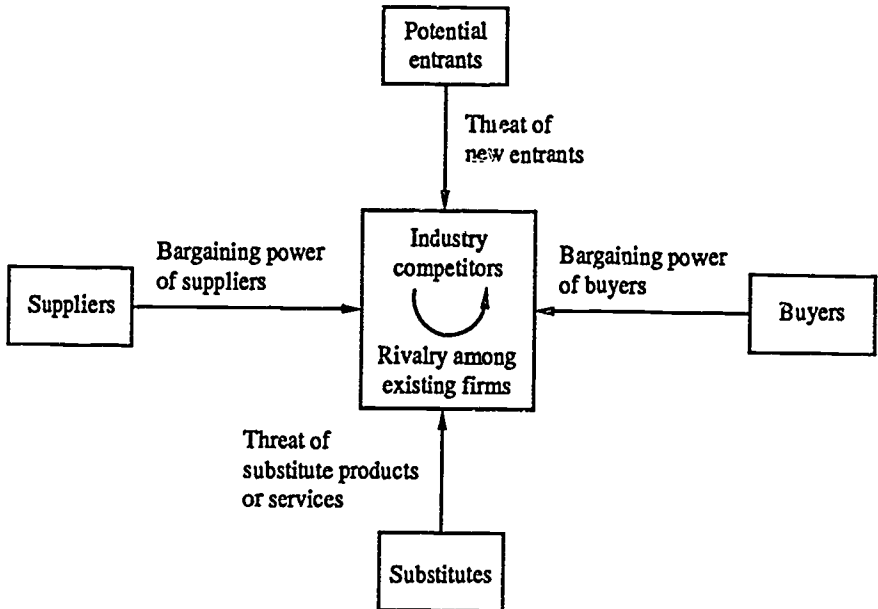 Potential
entrants
Threat of
new entrants
Industry
competitors
Rivalry among
existing firms
Bargaining power
of suppliers
Suppliers
Bargaining power
of buyers
Buyers
Threat of
substitute products
or services
Substitutes